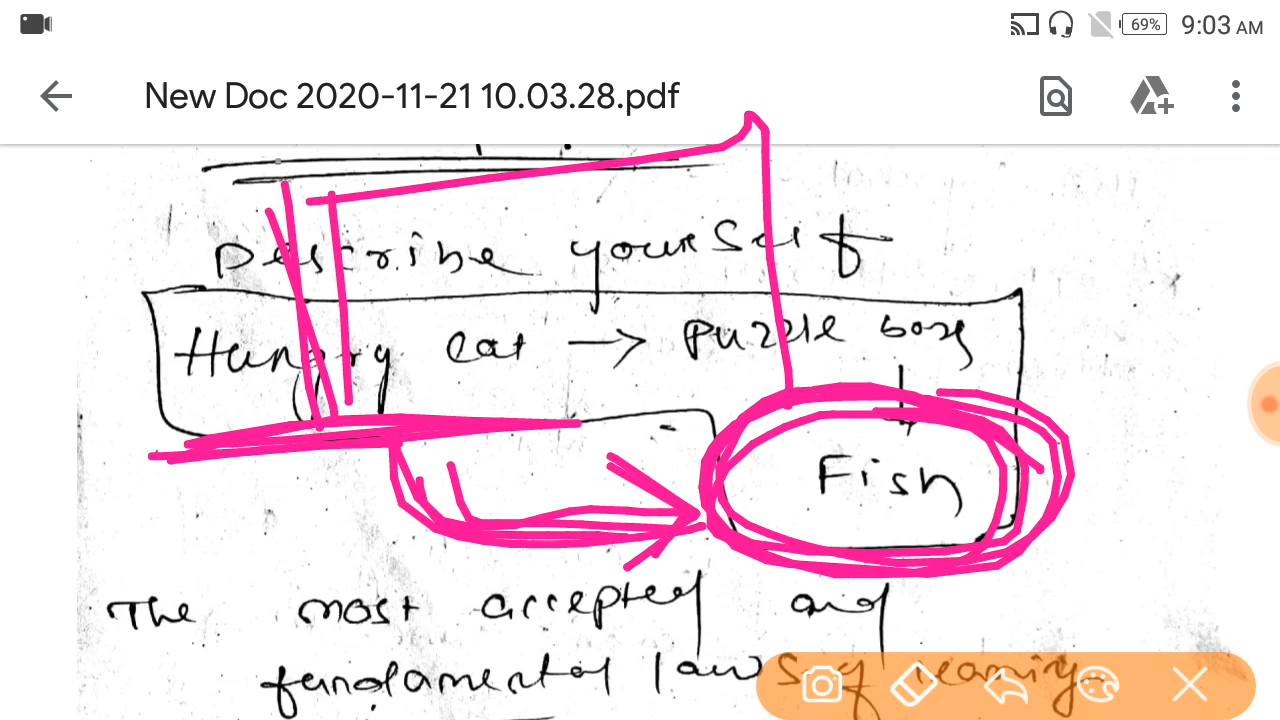 69% 9:03 AM
New Doc 2020-11-21 10.03.28.pdf
Describe yourself
Hungry cat → Puzzle box
Fish
The most accepted and
fundamental laws of learning